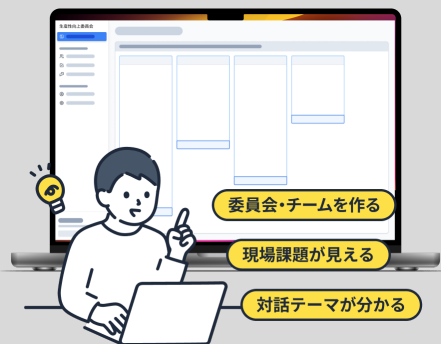 生産性向上委員会
委員会・チームを作る
現場課題が見える
対話テーマが分かる